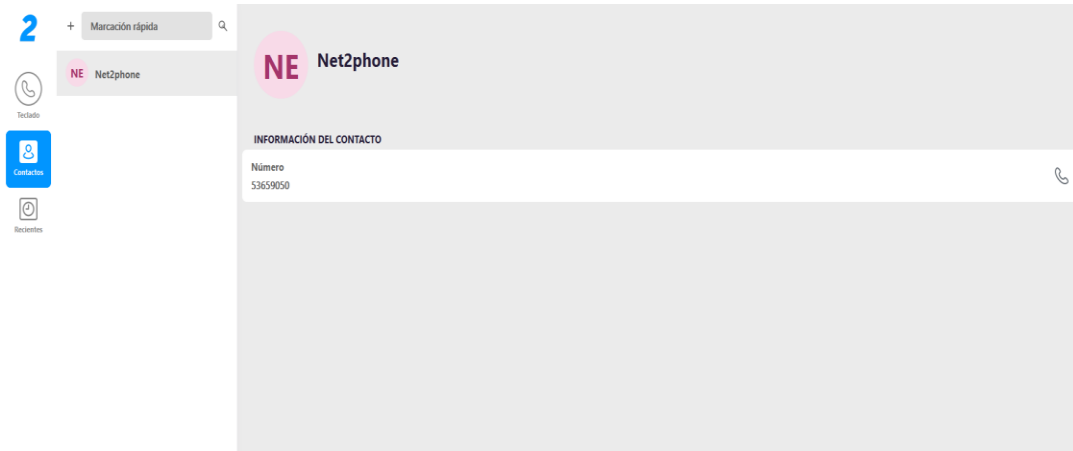 2
Teclado
Contactos
Recientes
+ Marcación rápida
NE Net2phone
NE Net2phone
INFORMACIÓN DEL CONTACTO
Número
53659050